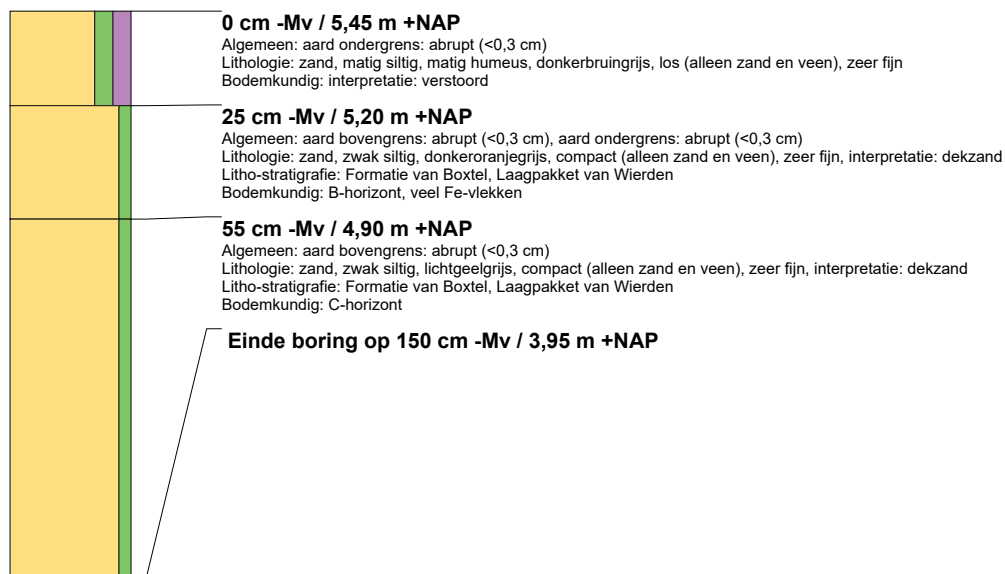 0 cm -Mv / 5,45 m +NAP
Algemeen: aard ondergrens: abrupt (<0,3 cm)
Lithologie: zand, matig siltig, matig humeus, donkerbruingrijs, los (alleen zand en veen), zeer fijn
Bodemkundig: interpretatie: verstoord
25 cm -Mv / 5,20 m +NAP
Algemeen: aard bovengrens: abrupt (<0,3 cm), aard ondergrens: abrupt (<0,3 cm)
Lithologie: zand, zwak siltig, donkeroranjegrijs, compact (alleen zand en veen), zeer fijn, interpretatie: dekzand
Litho-stratigrafie: Formatie van Boxtel, Laagpakket van Wierden
Bodemkundig: B-horizont, veel Fe-vlekken
55 cm -Mv / 4,90 m +NAP
Algemeen: aard bovengrens: abrupt (<0,3 cm)
Lithologie: zand, zwak siltig, lichtgeelgrijs, compact (alleen zand en veen), zeer fijn, interpretatie: dekzand
Litho-stratigrafie: Formatie van Boxtel, Laagpakket van Wierden
Bodemkundig: C-horizont
Einde boring op 150 cm -Mv / 3,95 m +NAP